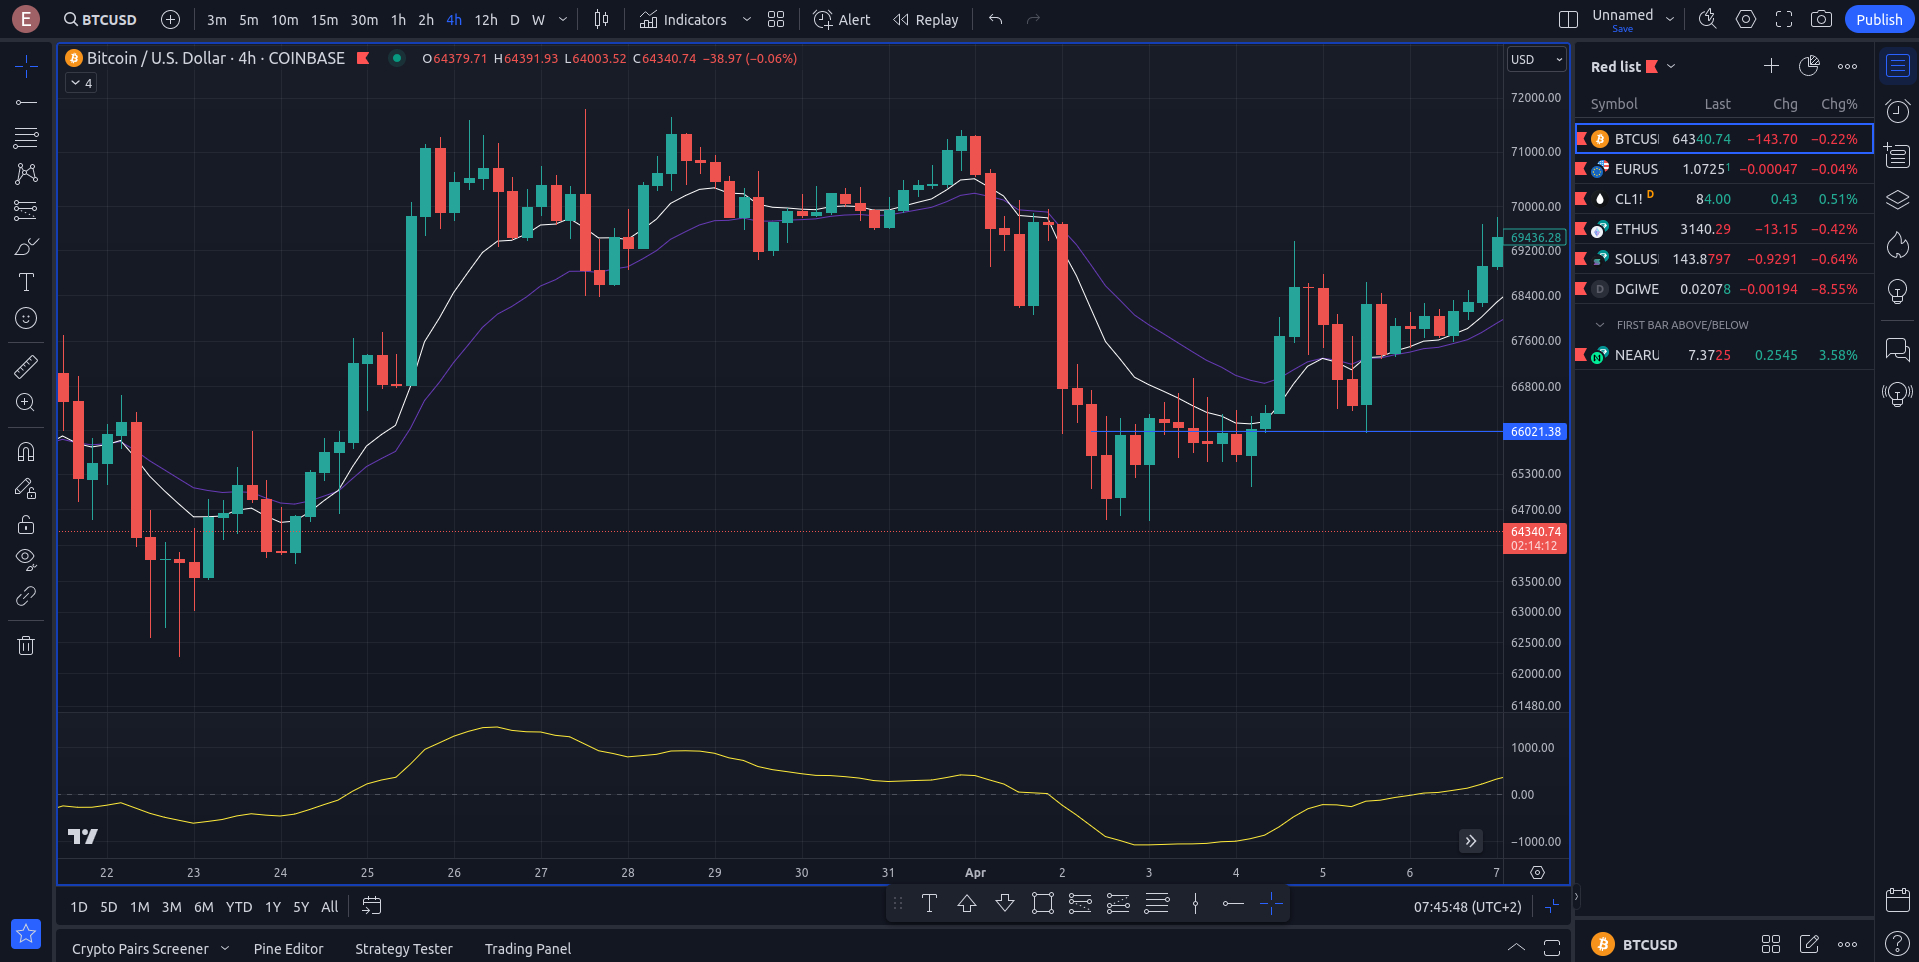 E BTCUSD 3m 5m 10m 15m 30m 1h 2h 4h 12h D W Indicators Alert Replay Unnamed Save Publish
Bitcoin / U.S. Dollar · 4h · COINBASE O64379.71 H64391.93 L64003.52 C64340.74 −38.97 (−0.06%)
4
USD
72000.00
71000.00
70000.00
69436.28
69200.00
68400.00
67600.00
66800.00
66021.38
65300.00
64700.00
64340.74
02:14:12
63500.00
63000.00
62500.00
62000.00
61480.00
1000.00
0.00
−1000.00
22 23 24 25 26 27 28 29 30 31 Apr 2 3 4 5 6 7
1D 5D 1M 3M 6M YTD 1Y 5Y All T 07:45:48 (UTC+2)
Crypto Pairs Screener Pine Editor Strategy Tester Trading Panel
Red list
Symbol Last Chg Chg%
BTCUS 64340.74 −143.70 −0.22%
EURUS 1.07251 −0.00047 −0.04%
CL1! D 84.00 0.43 0.51%
ETHUS 3140.29 −13.15 −0.42%
SOLUS 143.8797 −0.9291 −0.64%
D DGIWE 0.02078 −0.00194 −8.55%
FIRST BAR ABOVE/BELOW
NEARU 7.3725 0.2545 3.58%
BTCUSD